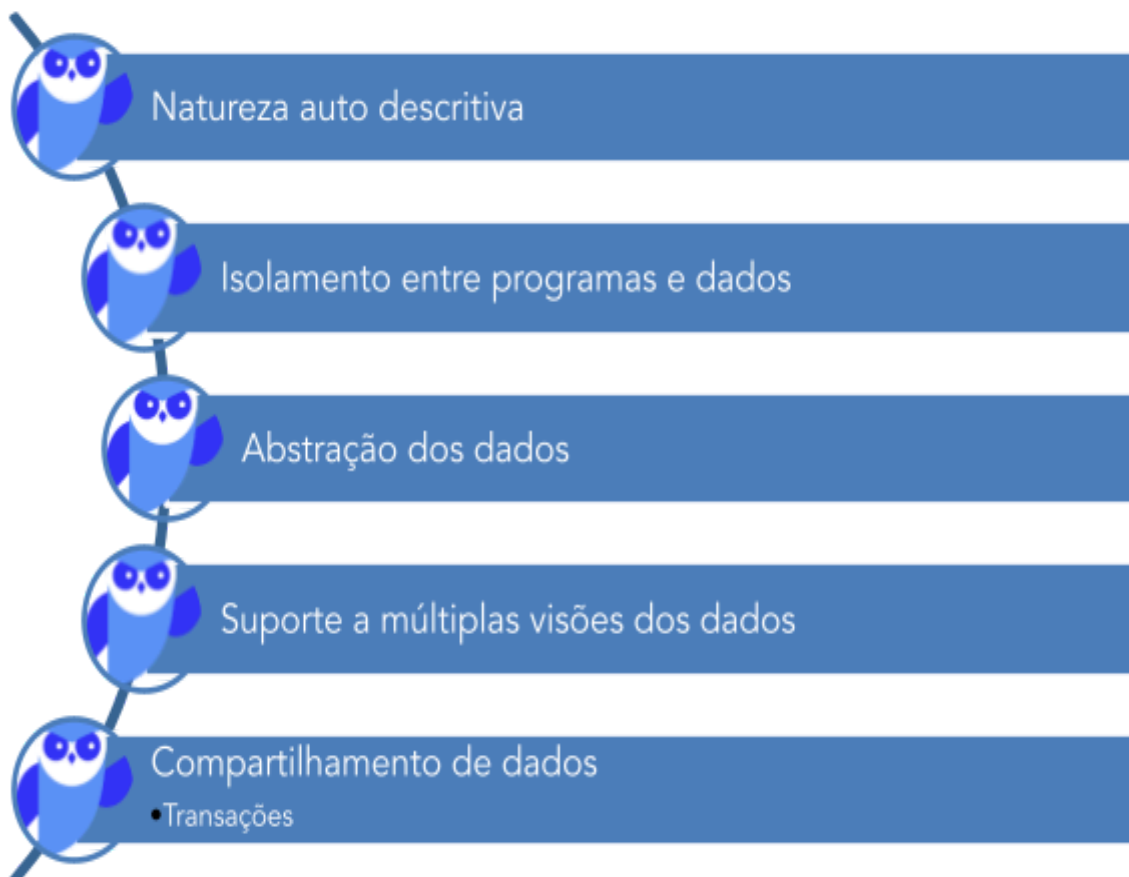 Natureza auto descritiva
Isolamento entre programas e dados
Abstração dos dados
Suporte a múltiplas visões dos dados
Compartilhamento de dados
•Transações